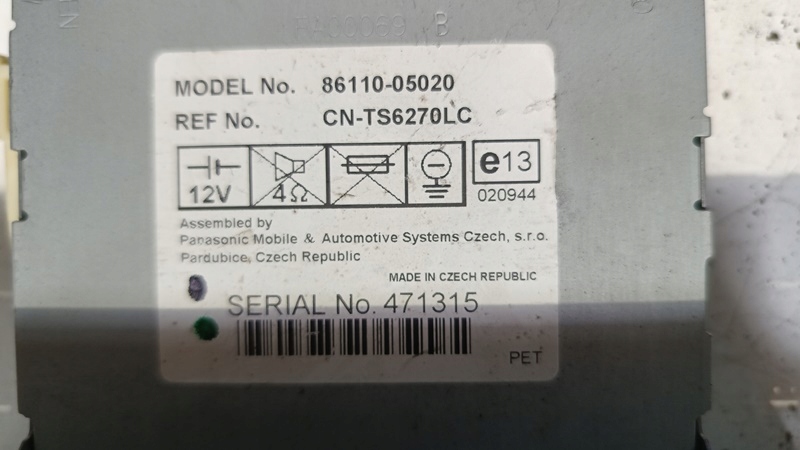 MODEL No. 86110-05020
REF No. CN-TS6270LC
12V 4Ω e13
020944
Assembled by
Panasonic Mobile & Automotive Systems Czech, s.r.o.
Pardubice, Czech Republic
MADE IN CZECH REPUBLIC
SERIAL No. 471315
PET